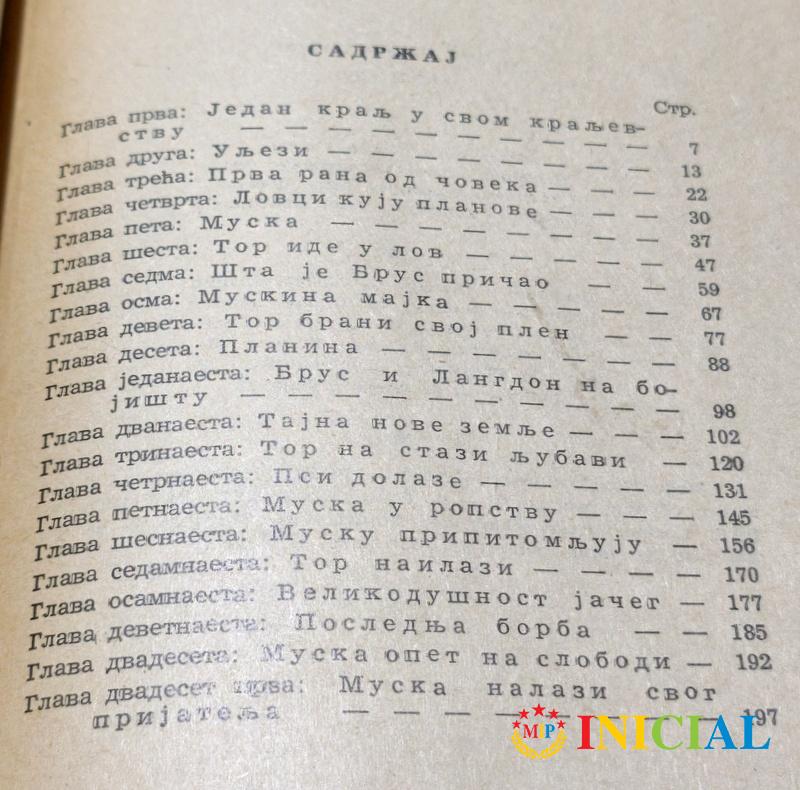 САДРЖАЈ
Стр.
Глава прва: Један краљ у свом краљев-
ству — — — — — — — — — — 7
Глава друга: Уљези — — — — — — — 13
Глава трећа: Прва рана од човека — — — 22
Глава четврта: Ловци кују планове — — — 30
Глава пета: Муска — — — — — — — 37
Глава шеста: Тор иде у лов — — — — — 47
Глава седма: Шта је Брус причао — — 59
Глава осма: Мускина мајка — — — — — 67
Глава девета: Тор брани свој плен — — — 77
Глава десета: Планина — — — — — — 88
Глава једанаеста: Брус и Лангдон на бо-
јишту — — — — — — — — — — 98
Глава дванаеста: Тајна нове земље — — — 102
Глава тринаеста: Тор на стази љубави — 120
Глава четрнаеста: Пси долазе — — — — — 131
Глава петнаеста: Муска у ропству — — — 145
Глава шеснаеста: Муску припитомљују — 156
Глава седамнаеста: Тор наилази — — — 170
Глава осамнаеста: Великодушност јачег — 177
Глава деветнаеста: Последња борба — — 185
Глава двадесета: Муска опет на слободи — 192
Глава двадесет прва: Муска налази свог
пријатеља — — — — — — — — 197
MP INICIAL